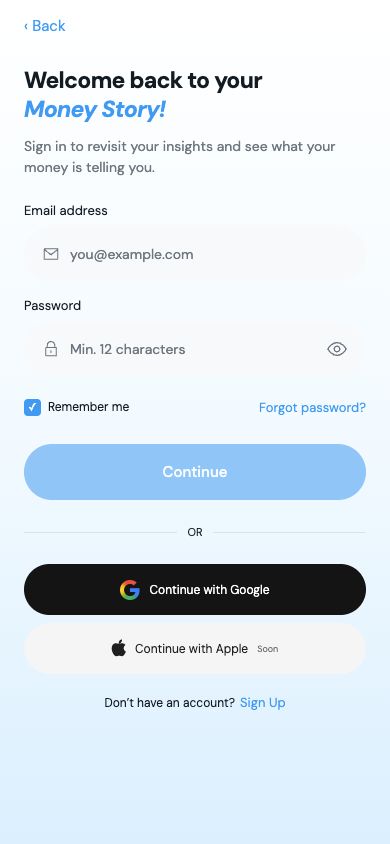 ‹ Back
Welcome back to your
Money Story!
Sign in to revisit your insights and see what your
money is telling you.
Email address
you@example.com
Password
Min. 12 characters
Remember me
Forgot password?
Continue
OR
Continue with Google
Continue with Apple Soon
Don't have an account? Sign Up